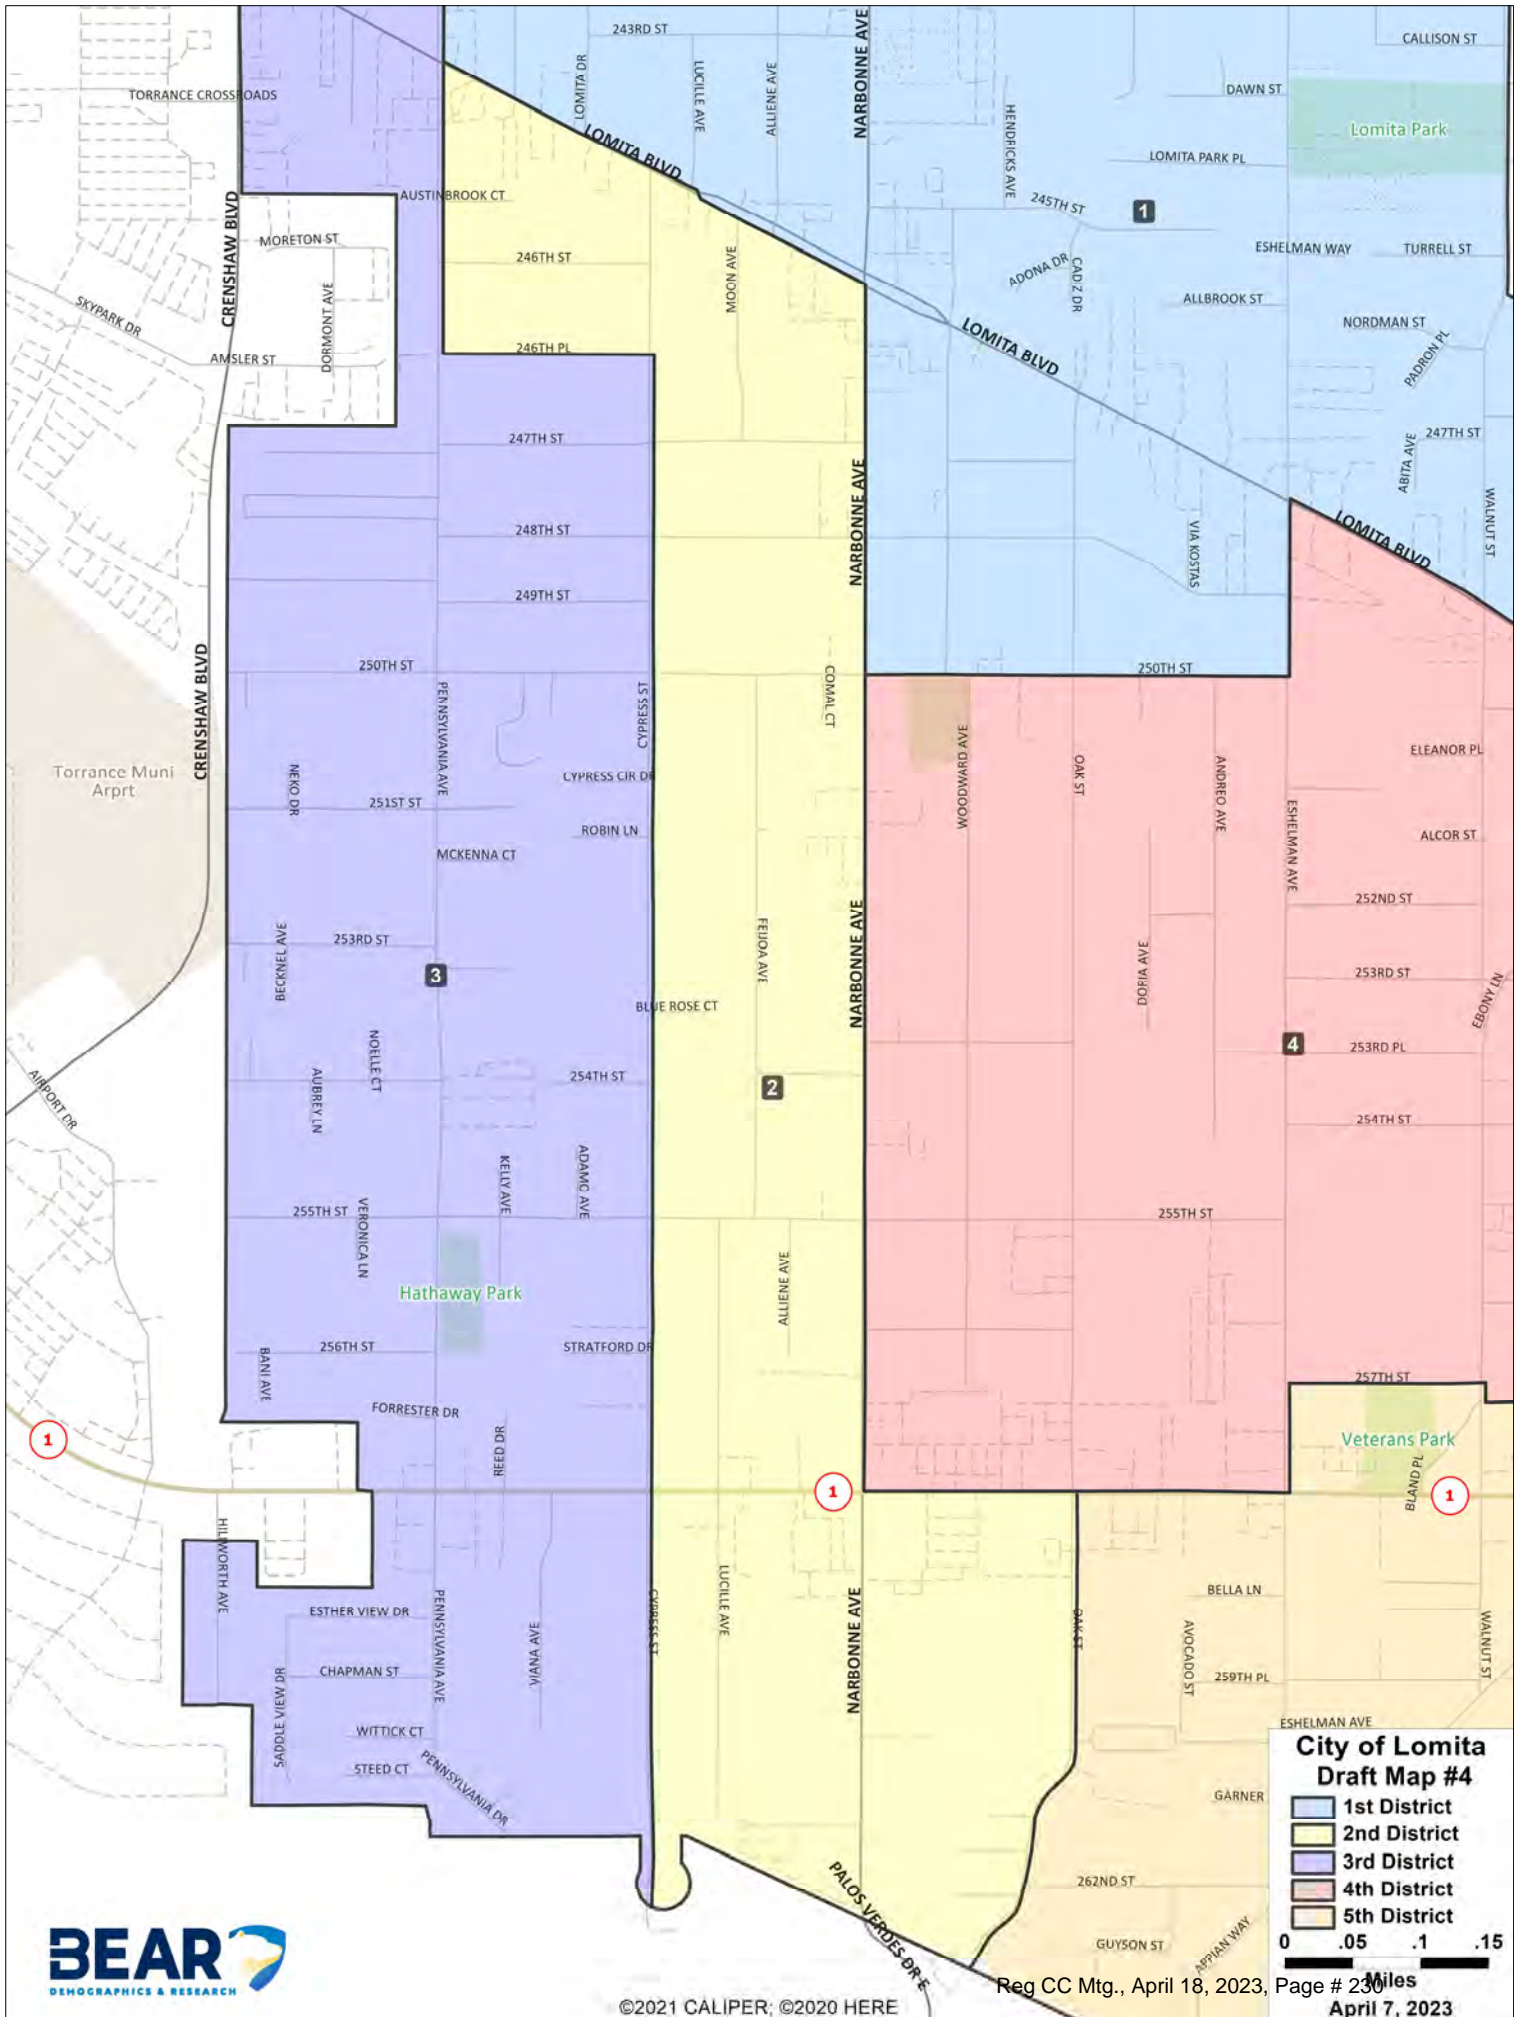 243RD ST
CALLISON ST
TORRANCE CROSSROADS
LOMITA DR
LUCILLE AVE
ALLIENE AVE
NARBONNE AVE
HENDRICKS AVE
DAWN ST
Lomita Park
LOMITA BLVD
LOMITA PARK PL
AUSTINBROOK CT
245TH ST
1
CRENSHAW BLVD
MORETON ST
246TH ST
MOON AVE
ADONA DR
CADIZ DR
ESHELMAN WAY
TURRELL ST
SKYPARK DR
DORMONT AVE
ALLBROOK ST
NORDMAN ST
AMSLER ST
246TH PL
LOMITA BLVD
PADRON PL
247TH ST
247TH ST
ABITA AVE
NARBONNE AVE
WALNUT ST
248TH ST
VIA KOSTAS
LOMITA BLVD
249TH ST
CRENSHAW BLVD
250TH ST
250TH ST
PENNSYLVANIA AVE
CYPRESS ST
COMAL CT
WOODWARD AVE
OAK ST
ANDREO AVE
ELEANOR PL
Torrance Muni
Arprt
NEKO DR
CYPRESS CIR DR
251ST ST
ROBIN LN
ESHELMAN AVE
ALCOR ST
MCKENNA CT
252ND ST
BECKNEL AVE
253RD ST
FEIJOA AVE
NARBONNE AVE
DORIA AVE
3
253RD ST
EBONY LN
BLUE ROSE CT
NOELLE CT
4
253RD PL
AIRPORT DR
AUBREY LN
254TH ST
2
254TH ST
KELLY AVE
ADAMC AVE
255TH ST
VERONICA LN
255TH ST
ALLIENE AVE
Hathaway Park
256TH ST
STRATFORD DR
BANI AVE
257TH ST
FORRESTER DR
REED DR
Veterans Park
1
BLAND PL
1
1
HILLWORTH AVE
LUCILLE AVE
NARBONNE AVE
BELLA LN
ESTHER VIEW DR
PENNSYLVANIA AVE
VIANA AVE
CYPRESS ST
OAK ST
AVOCADO ST
WALNUT ST
CHAPMAN ST
SADDLE VIEW DR
259TH PL
WITTICK CT
ESHELMAN AVE
STEED CT
PENNSYLVANIA DR
GARNER
City of Lomita
Draft Map #4
1st District
2nd District
3rd District
4th District
5th District
0 .05 .1 .15
Miles
April 7, 2023
262ND ST
PALOS VERDES DR E
GUYSON ST
APPIAN WAY
BEAR
DEMOGRAPHICS & RESEARCH
Reg CC Mtg., April 18, 2023, Page # 230
©2021 CALIPER; ©2020 HERE